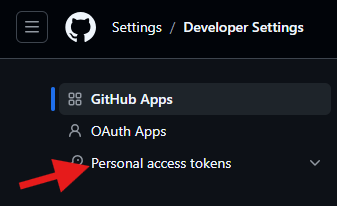 Settings / Developer Settings
GitHub Apps
OAuth Apps
Personal access tokens